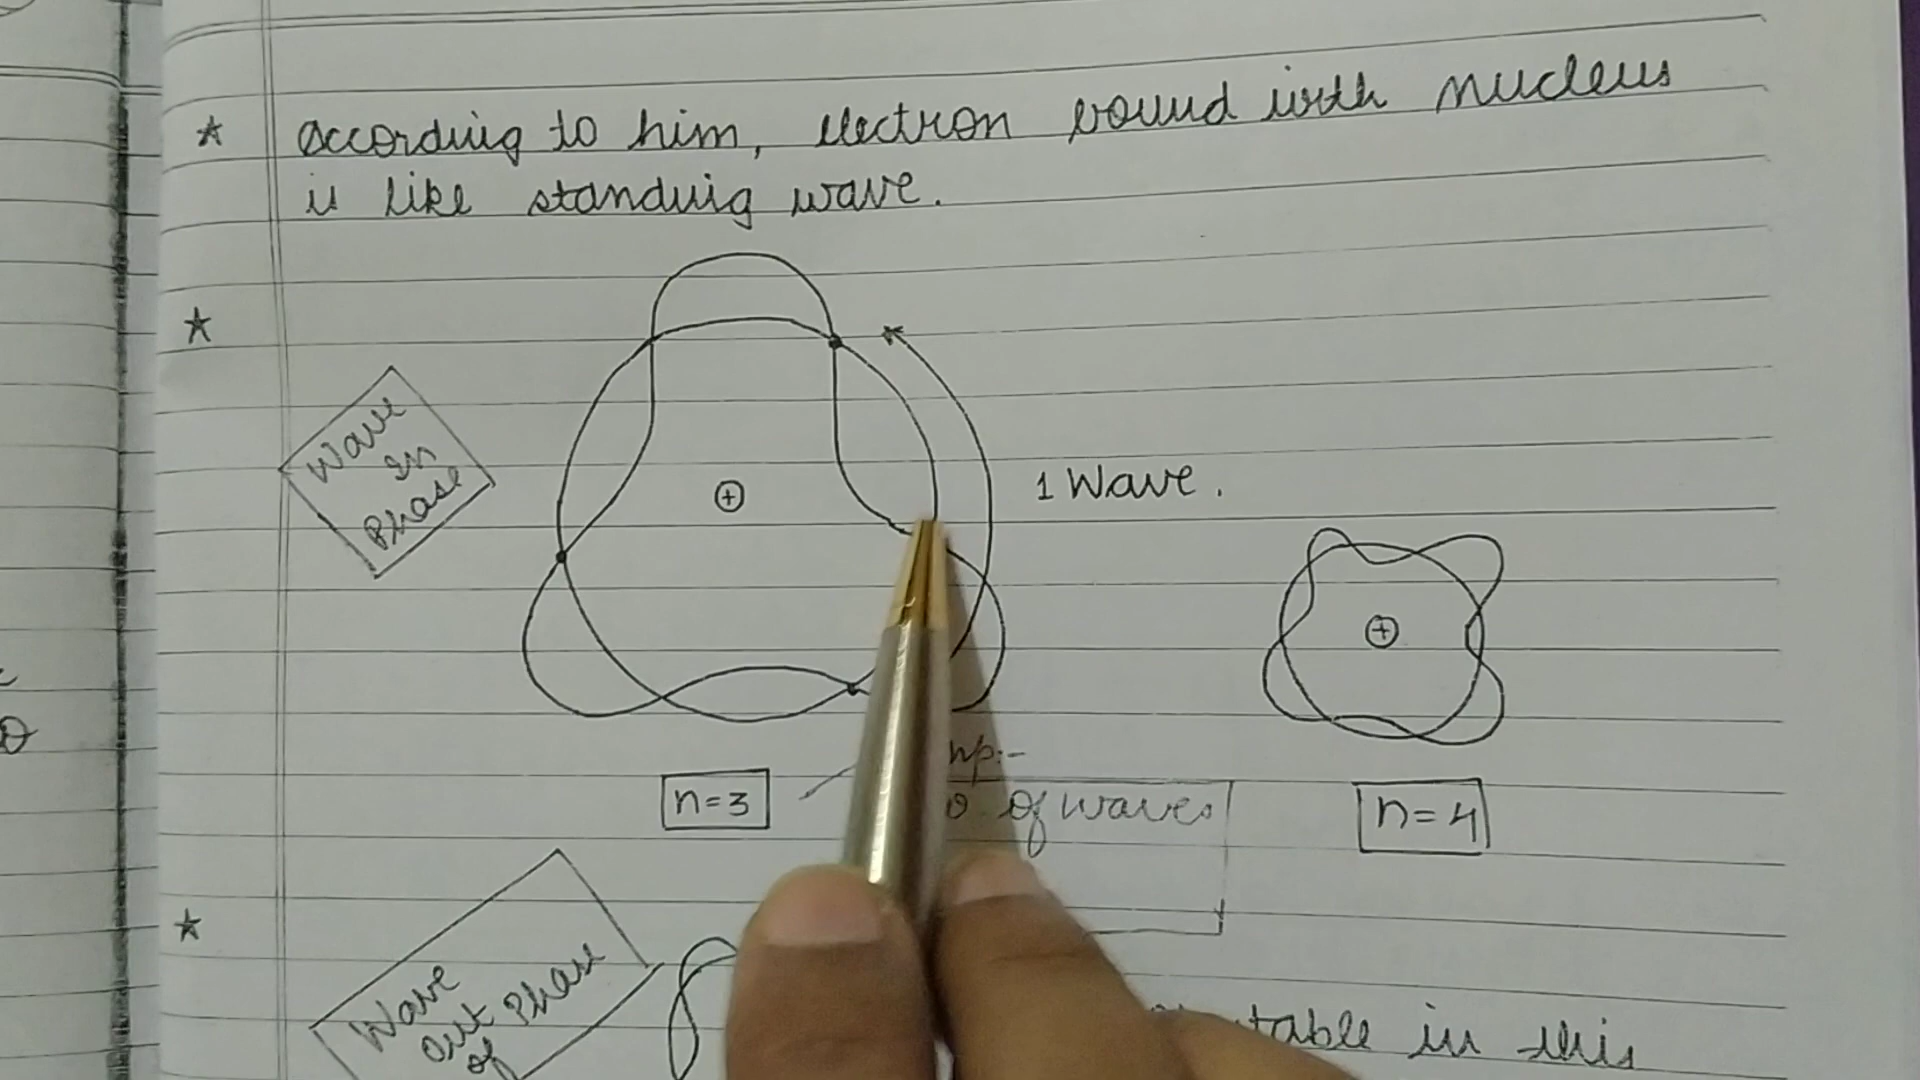 ★ According to him, electron bound with nucleus
is like standing wave.
★
Wave
In
Phase
+
1 Wave.
+
n=3
of waves
n=4
★
Wave
Out Phase
of
table in this